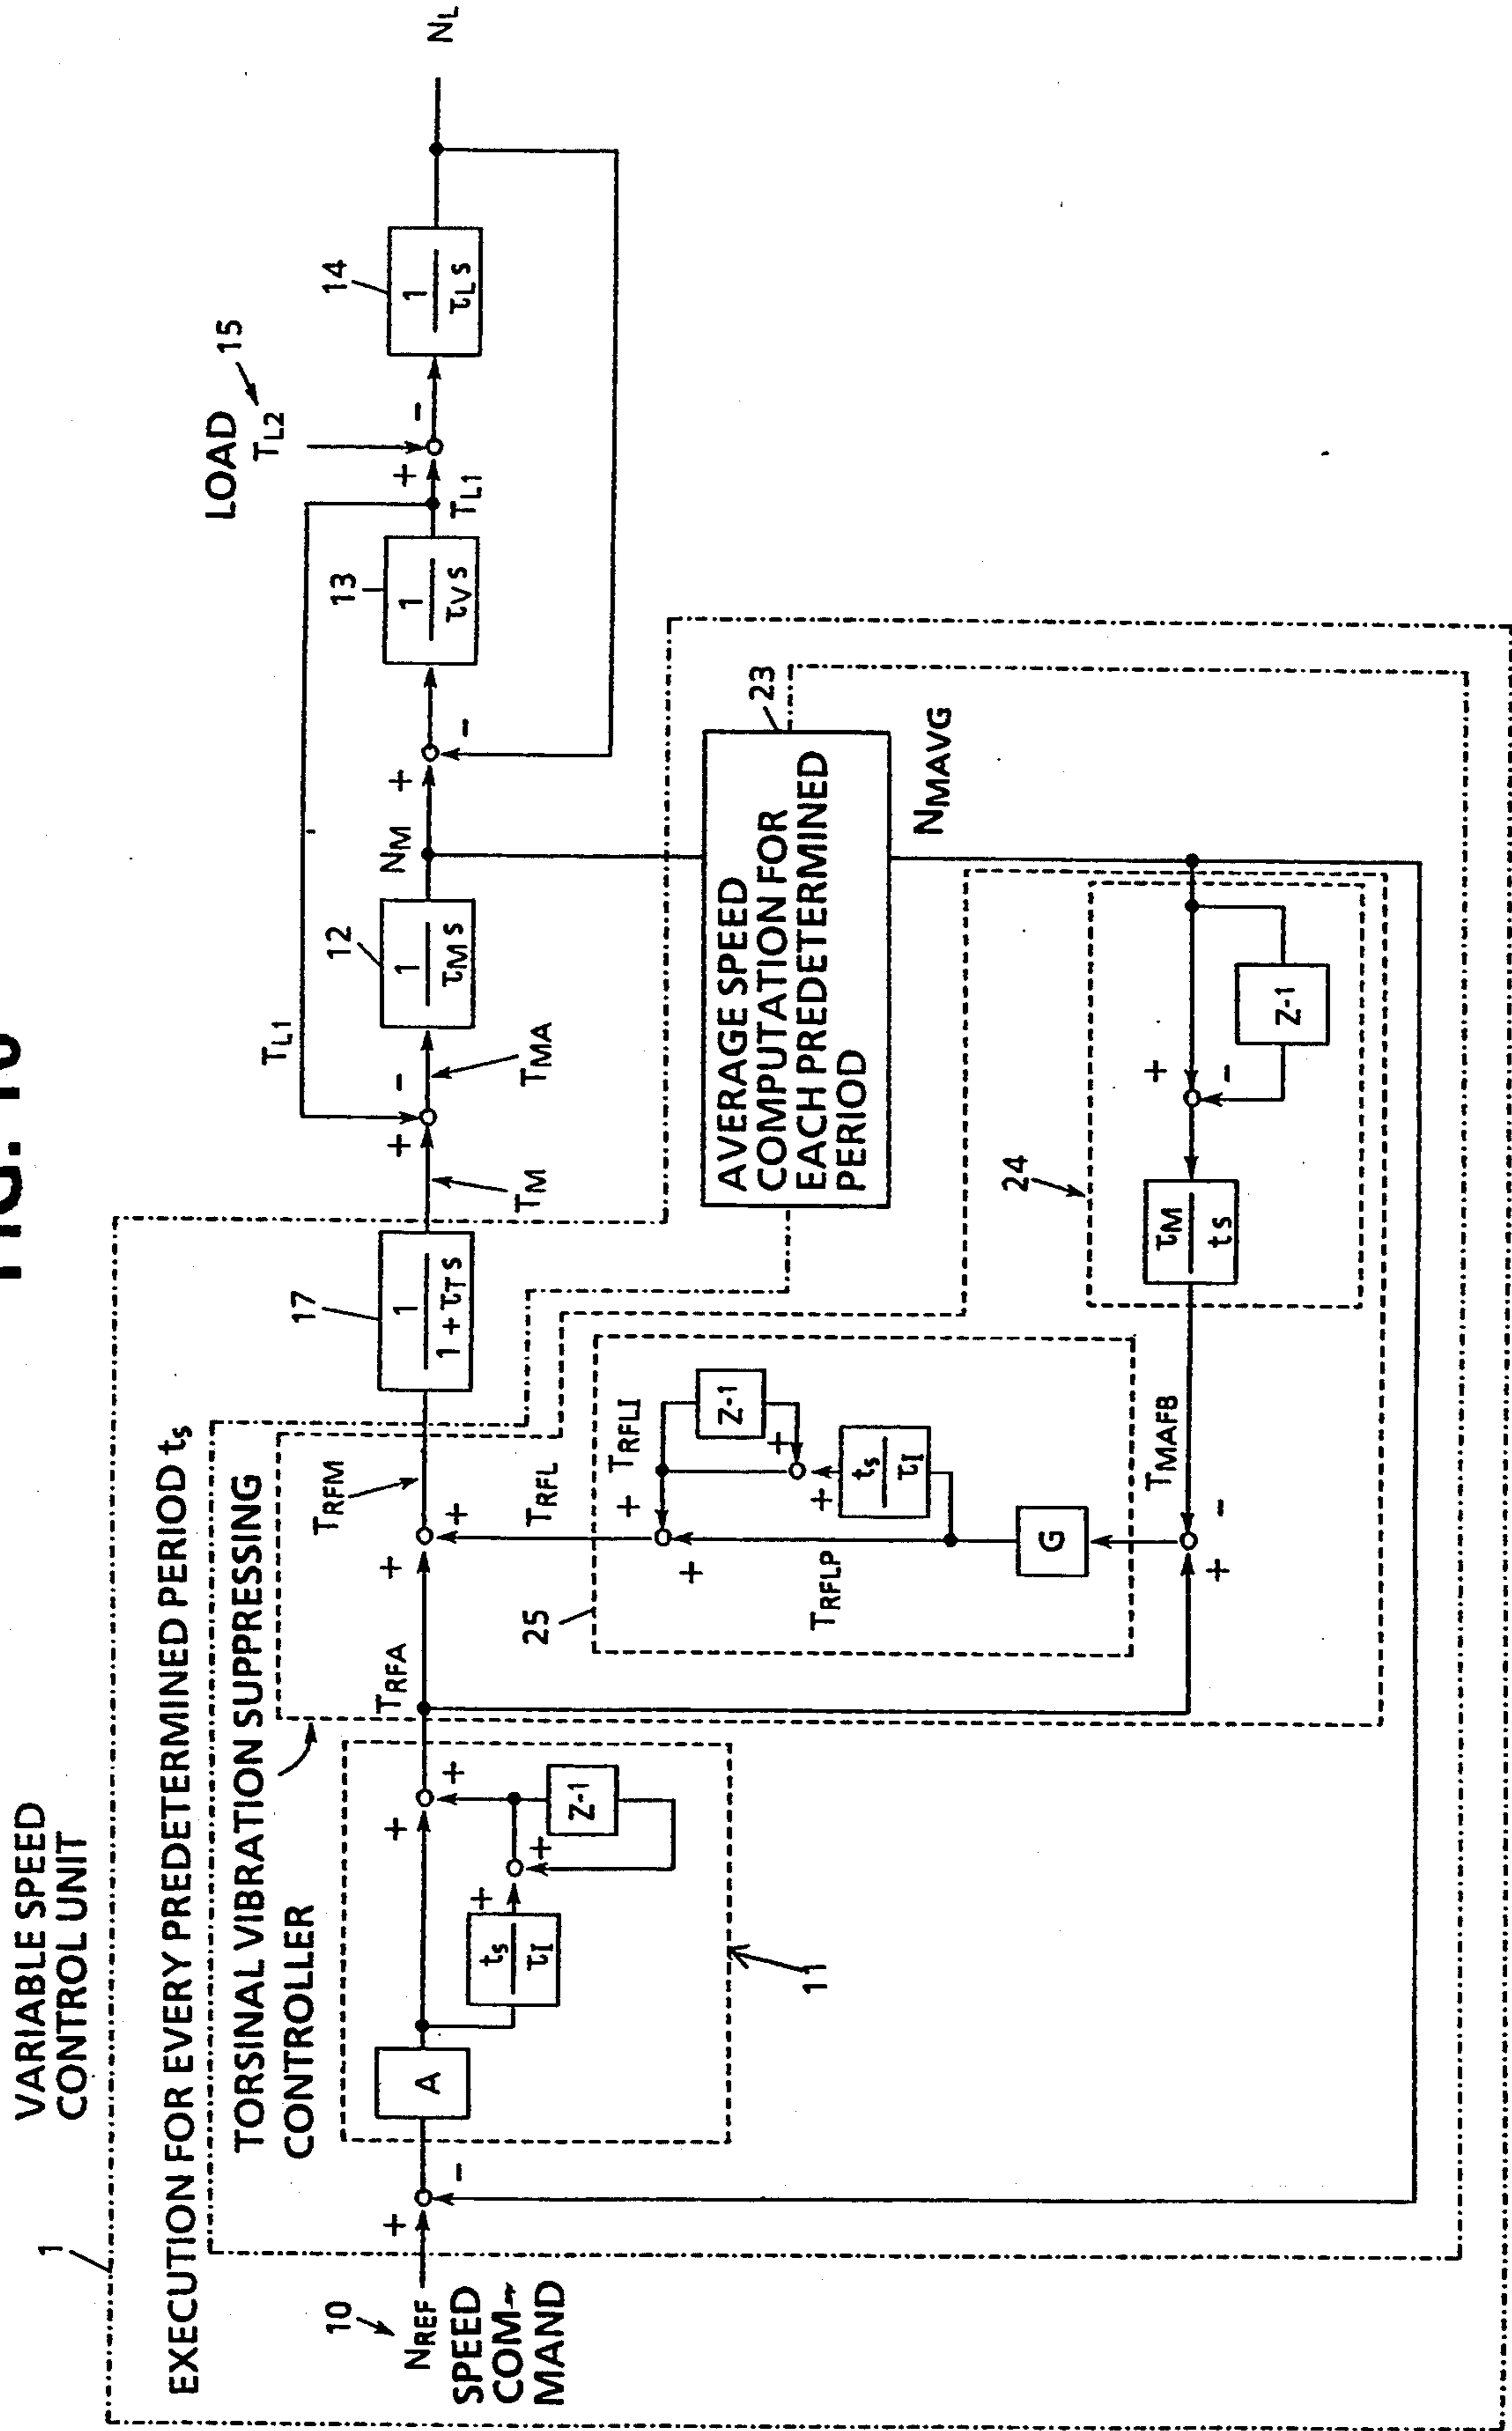 VARIABLE SPEED
CONTROL UNIT
1
EXECUTION FOR EVERY PREDETERMINED PERIOD ts
TORSINAL VIBRATION SUPPRESSING
CONTROLLER
10
NREF
SPEED
COM-
MAND
+
-
A
ts
τI
+
+
Z-1
+
+
11
TRFA
+
+
TRFM
TRFL
17
1
1 + τT S
TM
+
-
TL1
TMA
12
1
τM S
NM
+
-
13
1
τV S
TL1
+
-
LOAD
TL2
15
14
1
τL S
NL
25
+
+
TRFLI
Z-1
+
+
ts
τI
TRFLP
G
+
-
TMAFB
24
τM
ts
+
-
Z-1
23
AVERAGE SPEED
COMPUTATION FOR
EACH PREDETERMINED
PERIOD
NMAVG